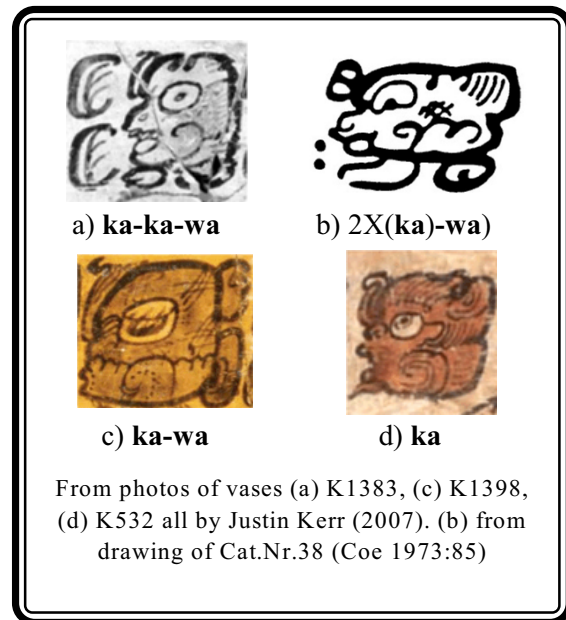 a) ka-ka-wa
b) 2X(ka)-wa)
c) ka-wa
d) ka
From photos of vases (a) K1383, (c) K1398,
(d) K532 all by Justin Kerr (2007). (b) from
drawing of Cat.Nr.38 (Coe 1973:85)